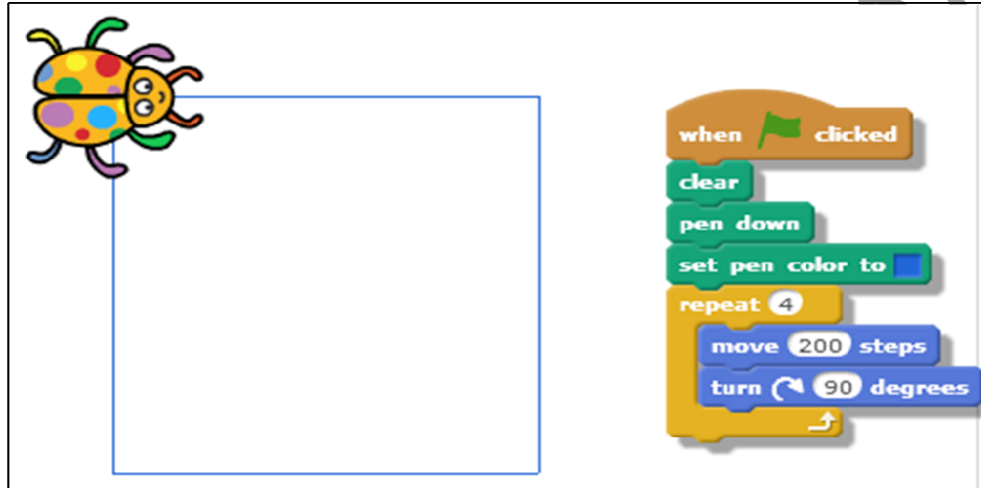 when clicked
clear
pen down
set pen color to
repeat 4
move 200 steps
turn 90 degrees